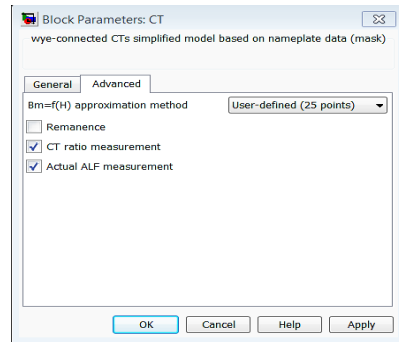 Block Parameters: CT
wye-connected CTs simplified model based on nameplate data (mask)
General Advanced
Bm=f(H) approximation method User-defined (25 points)
Remanence
CT ratio measurement
Actual ALF measurement
OK Cancel Help Apply